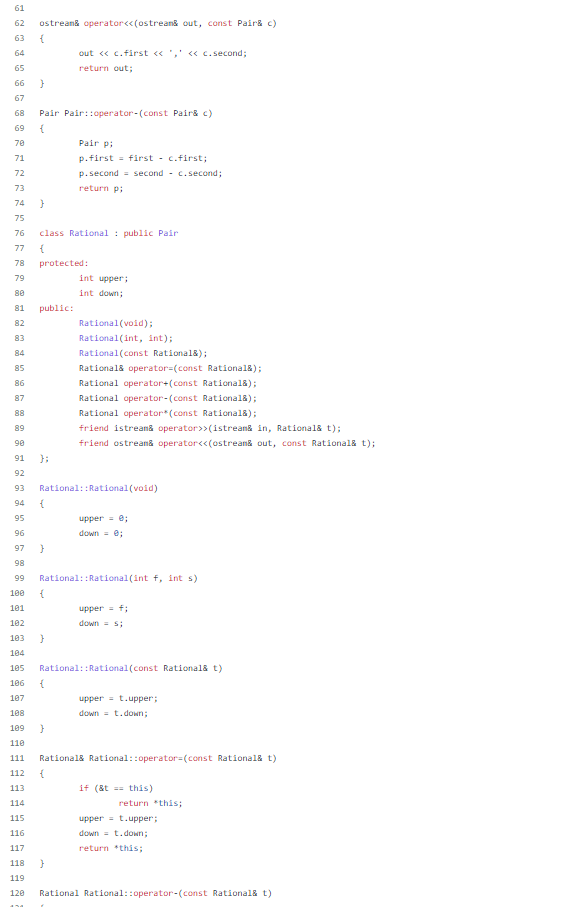 61
62 ostream& operator<<(ostream& out, const Pair& c)
63 {
64 out << c.first << ',' << c.second;
65 return out;
66 }
67
68 Pair Pair::operator-(const Pair& c)
69 {
70 Pair p;
71 p.first = first - c.first;
72 p.second = second - c.second;
73 return p;
74 }
75
76 class Rational : public Pair
77 {
78 protected:
79 int upper;
80 int down;
81 public:
82 Rational(void);
83 Rational(int, int);
84 Rational(const Rational&);
85 Rational& operator=(const Rational&);
86 Rational operator+(const Rational&);
87 Rational operator-(const Rational&);
88 Rational operator*(const Rational&);
89 friend istream& operator>>(istream& in, Rational& t);
90 friend ostream& operator<<(ostream& out, const Rational& t);
91 };
92
93 Rational::Rational(void)
94 {
95 upper = 0;
96 down = 0;
97 }
98
99 Rational::Rational(int f, int s)
100 {
101 upper = f;
102 down = s;
103 }
104
105 Rational::Rational(const Rational& t)
106 {
107 upper = t.upper;
108 down = t.down;
109 }
110
111 Rational& Rational::operator=(const Rational& t)
112 {
113 if (&t == this)
114 return *this;
115 upper = t.upper;
116 down = t.down;
117 return *this;
118 }
119
120 Rational Rational::operator-(const Rational& t)